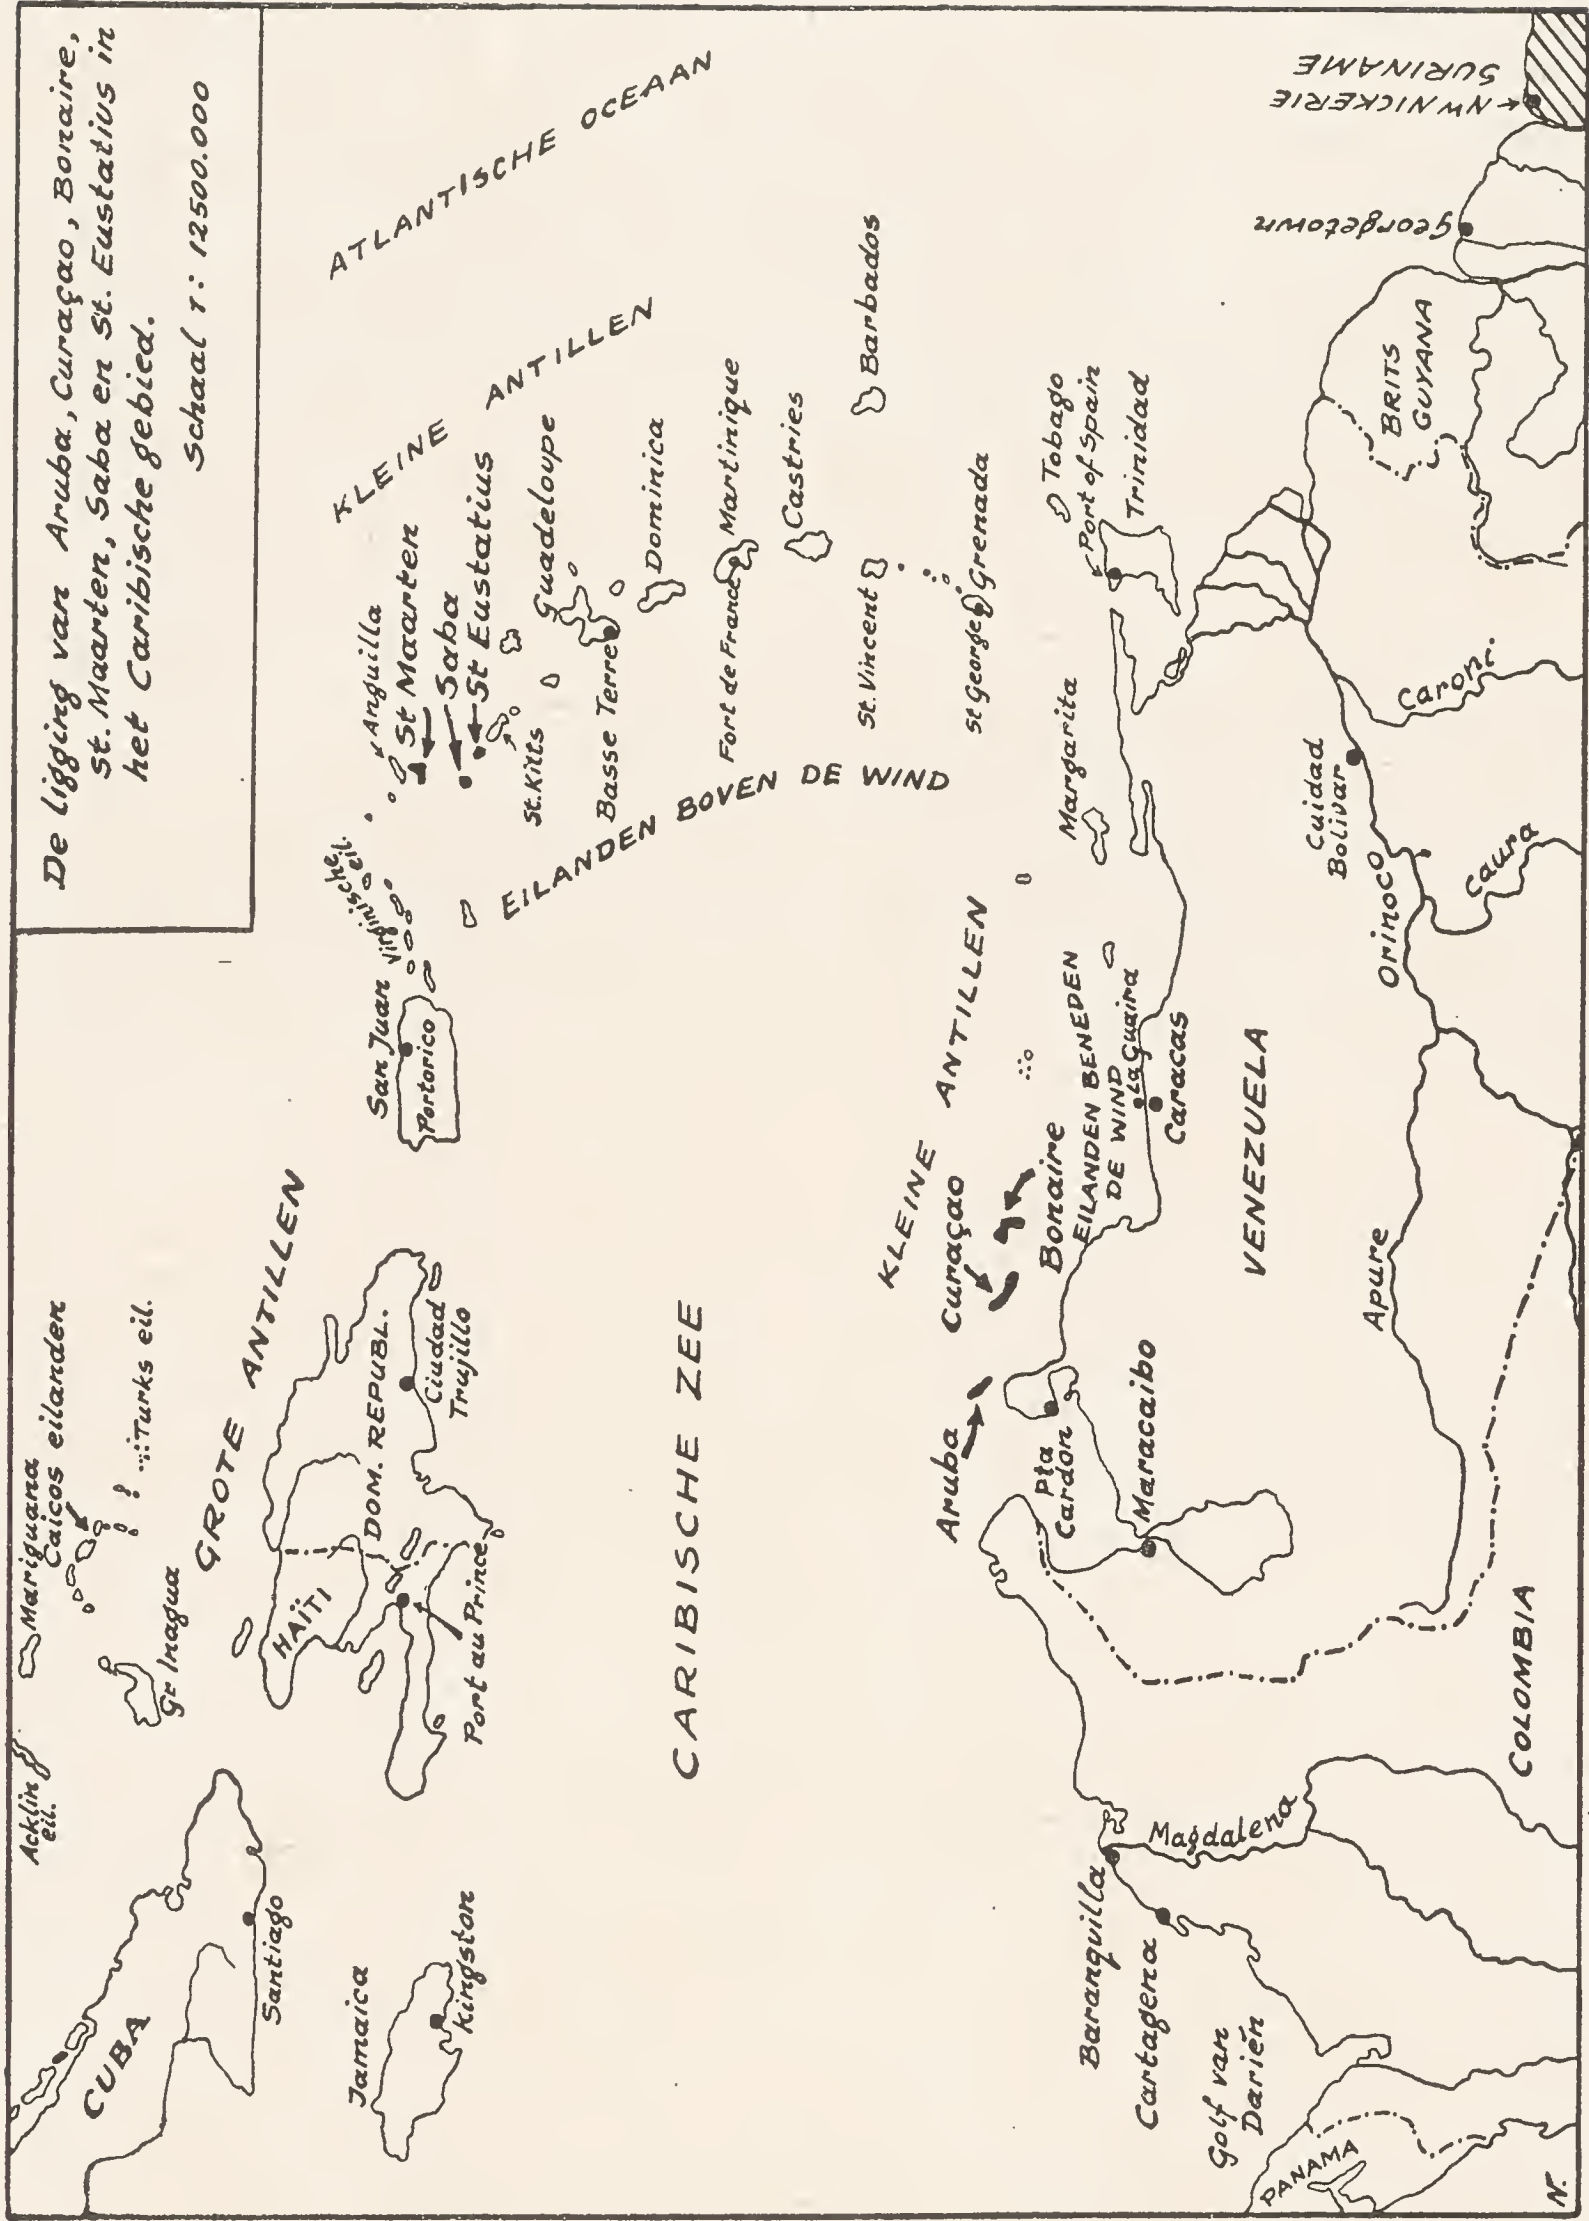 De ligging van Aruba, Curaçao, Bonaire,
St. Maarten, Saba en St. Eustatius in
het Caribische gebied.
Schaal 1: 12500.000
ATLANTISCHE OCEAAN
KLEINE ANTILLEN
Acklin
eil.
Mariguana
Caicos eilanden
Turks eil.
Gr Inagua
GROTE ANTILLEN
CUBA
Santiago
Jamaica
Kingston
HAÏTI
DOM. REPUBL.
Port au Prince
Ciudad
Trujillo
San Juan
Portorico
Virginische
eil.
Anguilla
St Maarten
Saba
St Eustatius
St. Kitts
Guadeloupe
Basse Terre
Dominica
Fort de France
Martinique
Castries
St. Vincent
Barbados
St George
Grenada
Tobago
Port of Spain
Trinidad
Margarita
EILANDEN BOVEN DE WIND
CARIBISCHE ZEE
KLEINE ANTILLEN
Aruba
Curaçao
Bonaire
EILANDEN BENEDEN
DE WIND
La Guaira
Caracas
Pta
Cardon
Maracaibo
VENEZUELA
Apure
Orinoco
Cuidad
Bolivar
Caura
Caroni
BRITS
GUYANA
Georgetown
NW NICKERIE
SURINAME
Baranquilla
Cartagena
Magdalena
Golf van
Darién
PANAMA
COLOMBIA
N.